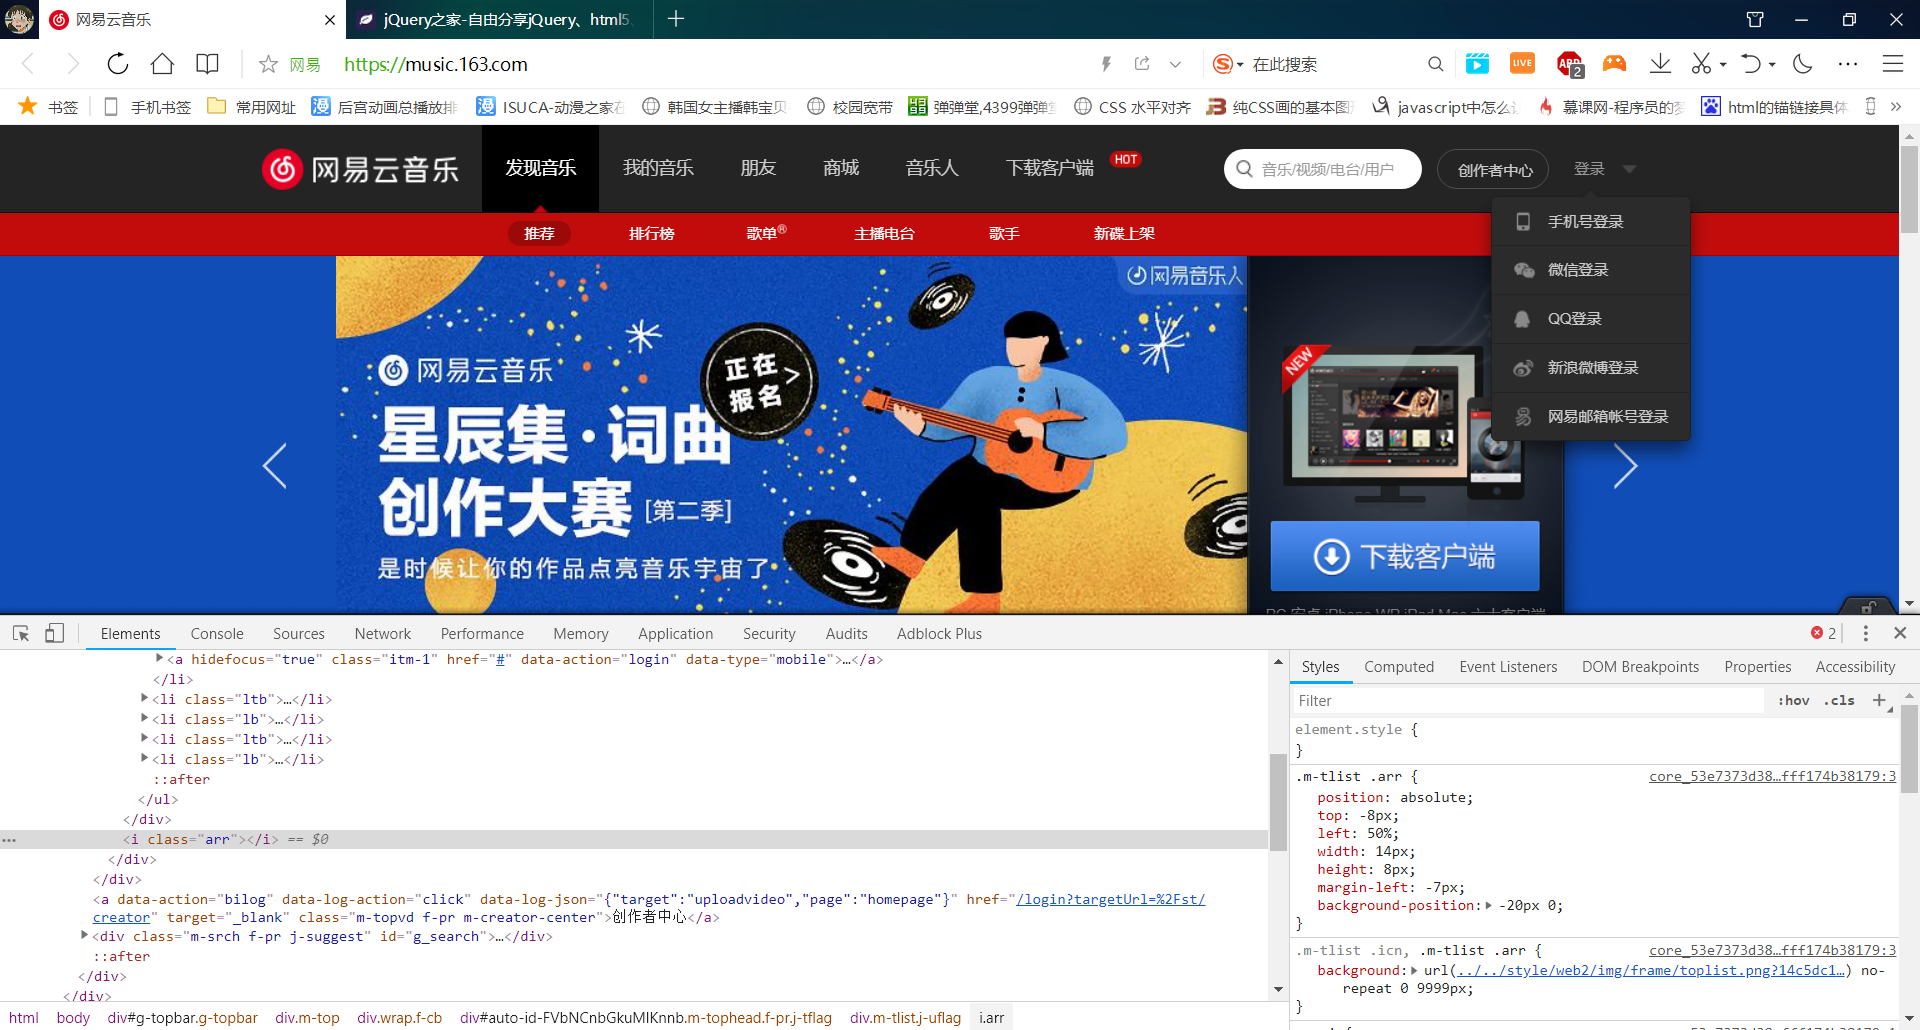 网易云音乐
jQuery之家-自由分享jQuery、html5、
网易 https://music.163.com
在此搜索
LIVE
ABP 2
书签 手机书签 常用网址 后宫动画总播放排 ISUCA-动漫之家在 韩国女主播韩宝贝 校园宽带 弹弹堂,4399弹弹堂 CSS 水平对齐 纯CSS画的基本图 javascript中怎么 慕课网-程序员的梦 html的锚链接具体
网易云音乐 发现音乐 我的音乐 朋友 商城 音乐人 下载客户端 HOT 音乐/视频/电台/用户 创作者中心 登录
推荐 排行榜 歌单® 主播电台 歌手 新碟上架
手机号登录
微信登录
QQ登录
新浪微博登录
网易邮箱帐号登录
网易音乐人
网易云音乐
正在
报名
星辰集·词曲
创作大赛 [第二季]
是时候让你的作品点亮音乐宇宙了
NEW
下载客户端
PC 安卓 iPhone WP iPad Mac 六大客户端
Elements Console Sources Network Performance Memory Application Security Audits Adblock Plus 2
<a hidefocus="true" class="itm-1" href="#" data-action="login" data-type="mobile">…</a>
</li>
<li class="ltb">…</li>
<li class="lb">…</li>
<li class="ltb">…</li>
<li class="lb">…</li>
::after
</ul>
</div>
<i class="arr"></i> == $0
</div>
</div>
<a data-action="bilog" data-log-action="click" data-log-json="{"target":"uploadvideo","page":"homepage"}" href="/login?targetUrl=%2Fst/
creator" target="_blank" class="m-topvd f-pr m-creator-center">创作者中心</a>
<div class="m-srch f-pr j-suggest" id="g_search">…</div>
::after
</div>
</div>
html body div#g-topbar.g-topbar div.m-top div.wrap.f-cb div#auto-id-FVbNCnbGkuMIKnnb.m-tophead.f-pr.j-tflag div.m-tlist.j-uflag i.arr
Styles Computed Event Listeners DOM Breakpoints Properties Accessibility
Filter :hov .cls +
element.style {
}
.m-tlist .arr { core_53e7373d38…fff174b38179:3
position: absolute;
top: -8px;
left: 50%;
width: 14px;
height: 8px;
margin-left: -7px;
background-position: -20px 0;
}
.m-tlist .icn, .m-tlist .arr { core_53e7373d38…fff174b38179:3
background: url(../../style/web2/img/frame/toplist.png?14c5dc1…) no-
repeat 0 9999px;
}